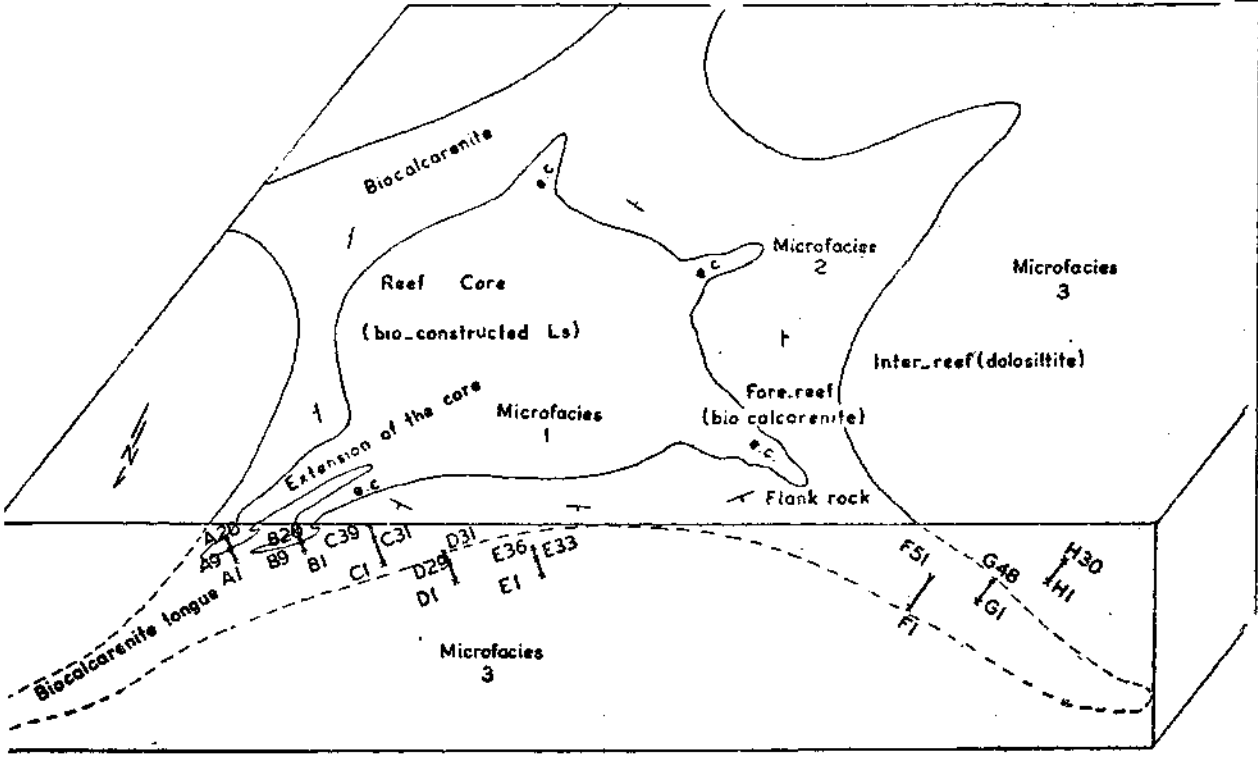 Biocalcarenite
e.c
Microfacies
2
e.c
Microfacies
3
Reef Core
(bio_constructed Ls)
Inter_reef(dolosiltite)
Fore_reef
(bio calcarenite)
Extension of the core
Microfacies
1
N
e.c.
e.c
Flank rock
A20
A9
A1
B20
B9
B1
C39
C31
C1
D31
D29
D1
E36
E33
E1
F51
F1
G48
G1
H30
H1
Biocalcarenite tongue
Microfacies
3